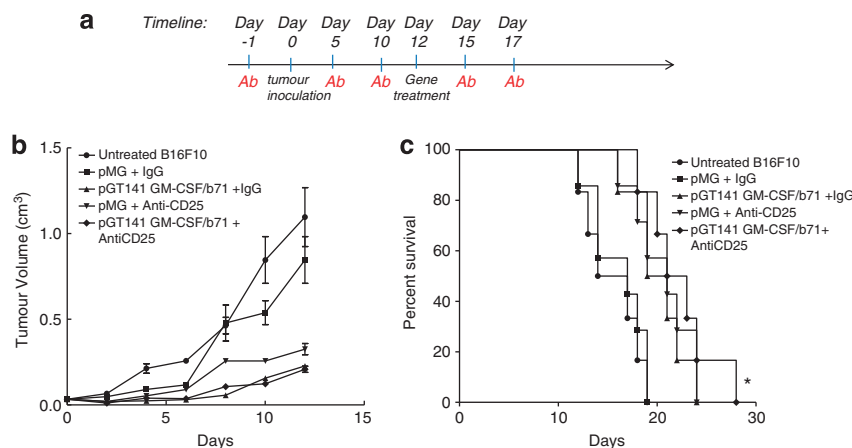 a
Timeline:
Day -1
Day 0
Day 5
Day 10
Day 12
Day 15
Day 17
Ab
tumour inoculation
Ab
Ab
Gene treatment
Ab
Ab
b
Tumour Volume (cm³)
1.5
1.0
0.5
0.0
Untreated B16F10
pMG + IgG
pGT141 GM-CSF/b71 +IgG
pMG + Anti-CD25
pGT141 GM-CSF/b71 +
AntiCD25
0
5
10
15
Days
c
Percent survival
100
80
60
40
20
0
Untreated B16F10
pMG + IgG
pGT141 GM-CSF/b71 +IgG
pMG + Anti-CD25
pGT141 GM-CSF/b71+
AntiCD25
*
0
10
20
30
Days